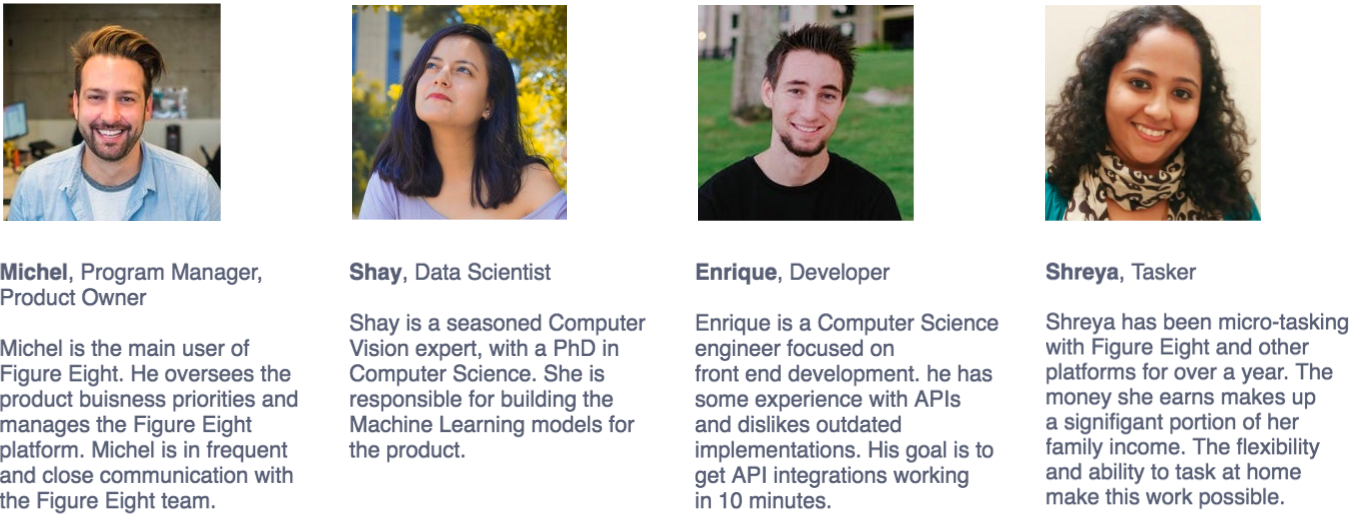 Michel, Program Manager,
Product Owner
Michel is the main user of
Figure Eight. He oversees the
product buisness priorities and
manages the Figure Eight
platform. Michel is in frequent
and close communication with
the Figure Eight team.
Shay, Data Scientist
Shay is a seasoned Computer
Vision expert, with a PhD in
Computer Science. She is
responsible for building the
Machine Learning models for
the product.
Enrique, Developer
Enrique is a Computer Science
engineer focused on
front end development. he has
some experience with APIs
and dislikes outdated
implementations. His goal is to
get API integrations working
in 10 minutes.
Shreya, Tasker
Shreya has been micro-tasking
with Figure Eight and other
platforms for over a year. The
money she earns makes up
a signifigant portion of her
family income. The flexibility
and ability to task at home
make this work possible.